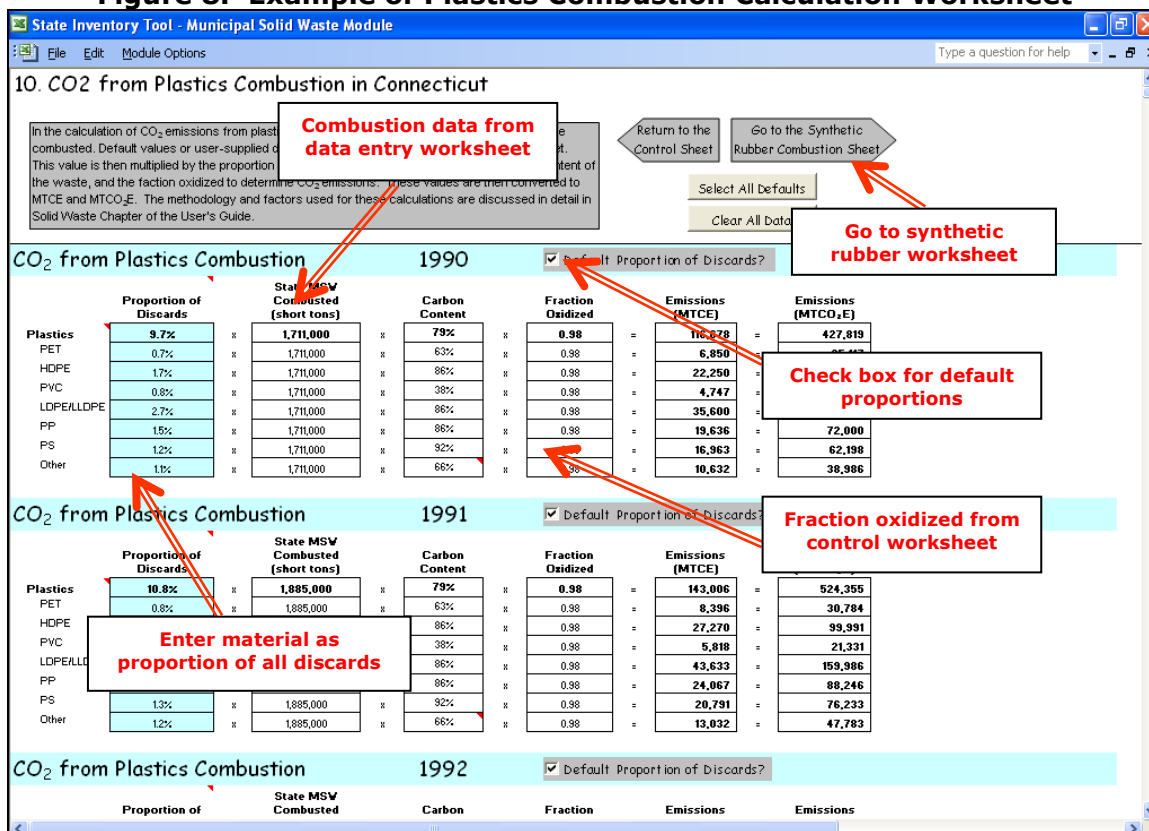 Figure 8. Example of Plastics Combustion Calculation Worksheet
State Inventory Tool - Municipal Solid Waste Module
File Edit Module Options Type a question for help
10. CO2 from Plastics Combustion in Connecticut
In the calculation of CO2 emissions from plast
combusted. Default values or user-supplied d
This value is then multiplied by the proportion ntent of
the waste, and the faction oxidized to determine CO2 emissions. These values are then converted to
MTCE and MTCO2E. The methodology and factors used for these calculations are discussed in detail in
Solid Waste Chapter of the User's Guide.
Combustion data from
data entry worksheet
Return to the
Control Sheet
Go to the Synthetic
Rubber Combustion Sheet
Select All Defaults
Clear All Data
Go to synthetic
rubber worksheet
CO2 from Plastics Combustion 1990 Default Proportion of Discards?
Proportion of Discards State MSW Combusted (short tons) Carbon Content Fraction Oxidized Emissions (MTCE) Emissions (MTCO2E)
Plastics 9.7% x 1,711,000 x 79% x 0.98 = 116,678 = 427,819
PET 0.7% x 1,711,000 x 63% x 0.98 = 6,850 =
HDPE 1.7% x 1,711,000 x 86% x 0.98 = 22,250 =
PVC 0.8% x 1,711,000 x 38% x 0.98 = 4,747 =
LDPE/LLDPE 2.7% x 1,711,000 x 86% x 0.98 = 35,600 =
PP 1.5% x 1,711,000 x 86% x 0.98 = 19,636 = 72,000
PS 1.2% x 1,711,000 x 92% x = 16,963 = 62,198
Other 1.1% x 1,711,000 x 66% x 0.98 = 10,632 = 38,986
Check box for default
proportions
CO2 from Plastics Combustion 1991 Default Proportion of Discards?
Fraction oxidized from
control worksheet
Proportion of Discards State MSW Combusted (short tons) Carbon Content Fraction Oxidized Emissions (MTCE)
Plastics 10.8% x 1,885,000 x 79% x 0.98 = 143,006 = 524,355
PET 0.8% x 1,885,000 x 63% x 0.98 = 8,396 = 30,784
HDPE 86% x 0.98 = 27,270 = 99,991
PVC 38% x 0.98 = 5,818 = 21,331
LDPE/LLD 86% x 0.98 = 43,633 = 159,986
PP 86% x 0.98 = 24,067 = 88,246
PS 1.3% x 1,885,000 x 92% x 0.98 = 20,791 = 76,233
Other 1.2% x 1,885,000 x 66% x 0.98 = 13,032 = 47,783
Enter material as
proportion of all discards
CO2 from Plastics Combustion 1992 Default Proportion of Discards?
Proportion of State MSW Combusted Carbon Fraction Emissions Emissions